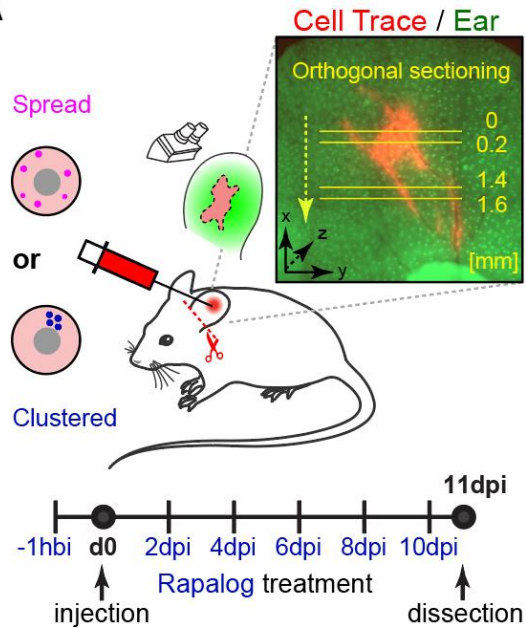 Cell Trace / Ear
Spread
Orthogonal sectioning
0
0.2
1.4
1.6
x
z
y
[mm]
or
Clustered
11dpi
-1hbi d0 2dpi 4dpi 6dpi 8dpi 10dpi
Rapalog treatment
injection dissection